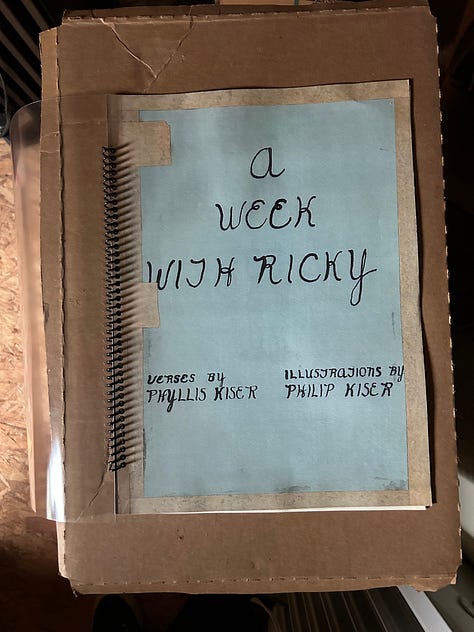 A
WEEK
WITH RICKY
VERSES BY
PHYLLIS KISER
ILLUSTRATIONS BY
PHILIP KISER